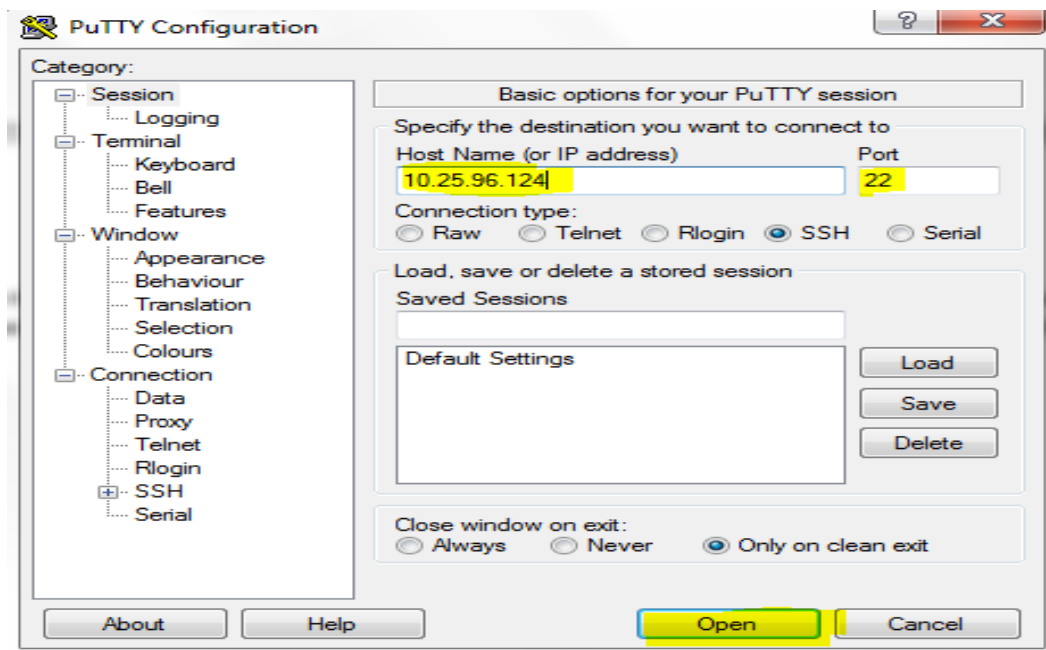 PuTTY Configuration
Category:
Session
Logging
Terminal
Keyboard
Bell
Features
Window
Appearance
Behaviour
Translation
Selection
Colours
Connection
Data
Proxy
Telnet
Rlogin
SSH
Serial
Basic options for your PuTTY session
Specify the destination you want to connect to
Host Name (or IP address) Port
10.25.96.124 22
Connection type:
Raw Telnet Rlogin SSH Serial
Load, save or delete a stored session
Saved Sessions
Default Settings
Load
Save
Delete
Close window on exit:
Always Never Only on clean exit
About Help Open Cancel